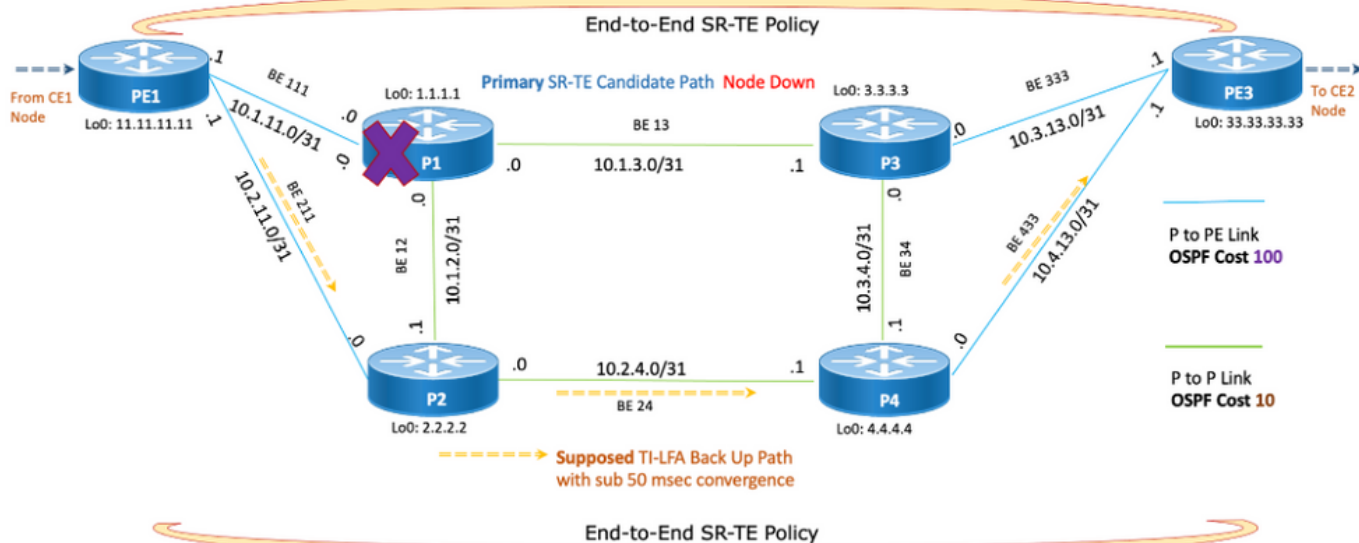 End-to-End SR-TE Policy
PE1
From CE1
Node
Lo0: 11.11.11.11
.1
.1
BE 111
10.1.11.0/31
.0
.0
Lo0: 1.1.1.1
P1
Primary SR-TE Candidate Path Node Down
BE 13
10.1.3.0/31
.0
.1
Lo0: 3.3.3.3
P3
.0
BE 333
10.3.13.0/31
.1
.1
PE3
To CE2
Node
Lo0: 33.33.33.33
BE 211
10.2.11.0/31
.0
.0
BE 12
10.1.2.0/31
.1
.0
10.3.4.0/31
BE 34
.1
BE 433
10.4.13.0/31
.0
P to PE Link
OSPF Cost 100
P2
Lo0: 2.2.2.2
.0
10.2.4.0/31
BE 24
.1
P4
Lo0: 4.4.4.4
P to P Link
OSPF Cost 10
Supposed TI-LFA Back Up Path
with sub 50 msec convergence
End-to-End SR-TE Policy